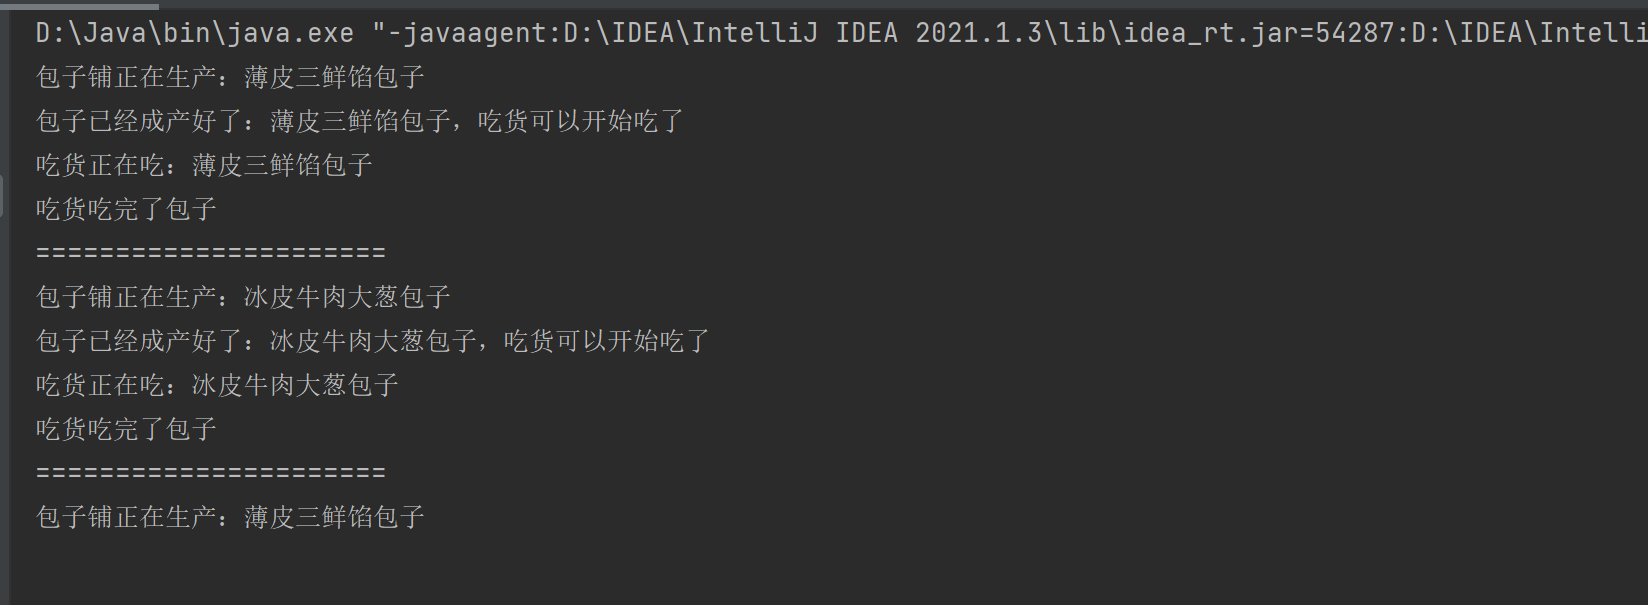 D:\Java\bin\java.exe "-javaagent:D:\IDEA\IntelliJ IDEA 2021.1.3\lib\idea_rt.jar=54287:D:\IDEA\Intelli
包子铺正在生产：薄皮三鲜馅包子
包子已经成产好了：薄皮三鲜馅包子，吃货可以开始吃了
吃货正在吃：薄皮三鲜馅包子
吃货吃完了包子
======================
包子铺正在生产：冰皮牛肉大葱包子
包子已经成产好了：冰皮牛肉大葱包子，吃货可以开始吃了
吃货正在吃：冰皮牛肉大葱包子
吃货吃完了包子
======================
包子铺正在生产：薄皮三鲜馅包子